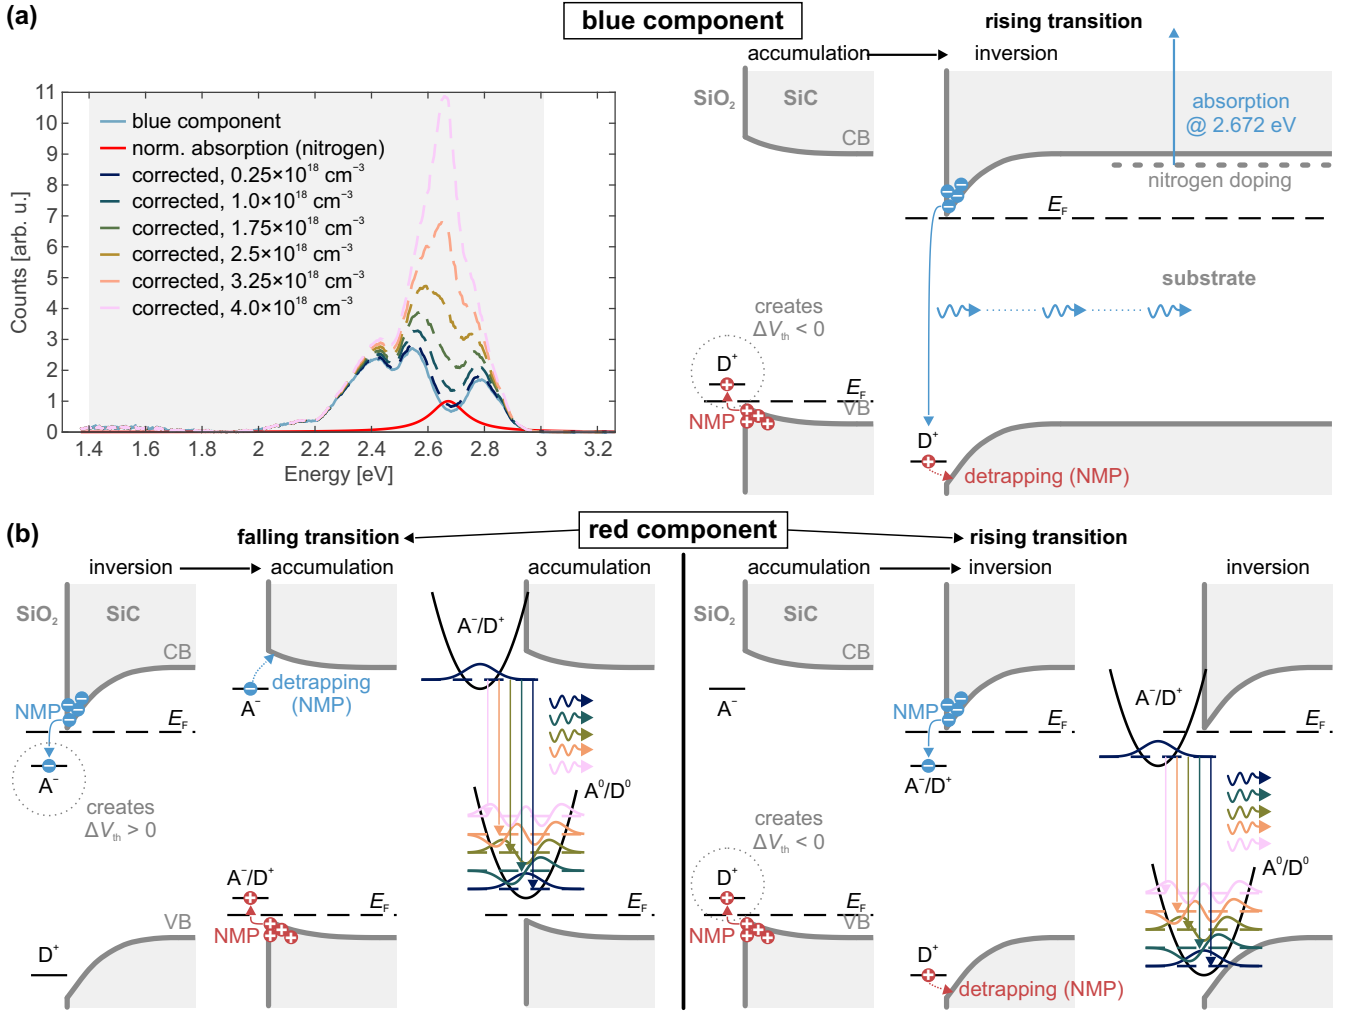 (a)
blue component
rising transition
accumulation
inversion
SiO₂
SiC
CB
absorption
@ 2.672 eV
nitrogen doping
E_F
substrate
creates
ΔV_th < 0
D⁺
E_F
VB
NMP
D⁺
detrapping (NMP)
11
10
9
8
7
6
5
4
3
2
1
0
Counts [arb. u.]
blue component
norm. absorption (nitrogen)
corrected, 0.25×10¹⁸ cm⁻³
corrected, 1.0×10¹⁸ cm⁻³
corrected, 1.75×10¹⁸ cm⁻³
corrected, 2.5×10¹⁸ cm⁻³
corrected, 3.25×10¹⁸ cm⁻³
corrected, 4.0×10¹⁸ cm⁻³
1.4 1.6 1.8 2 2.2 2.4 2.6 2.8 3 3.2
Energy [eV]
(b)
red component
falling transition
inversion
accumulation
accumulation
SiO₂
SiC
CB
NMP
E_F
A⁻
creates
ΔV_th > 0
VB
D⁺
detrapping
(NMP)
A⁻
A⁻/D⁺
E_F
NMP
A⁻/D⁺
A⁰/D⁰
E_F
rising transition
accumulation
inversion
inversion
SiO₂
SiC
CB
A⁻
creates
ΔV_th < 0
D⁺
E_F
VB
NMP
NMP
E_F
A⁻/D⁺
D⁺
detrapping (NMP)
A⁻/D⁺
E_F
A⁰/D⁰